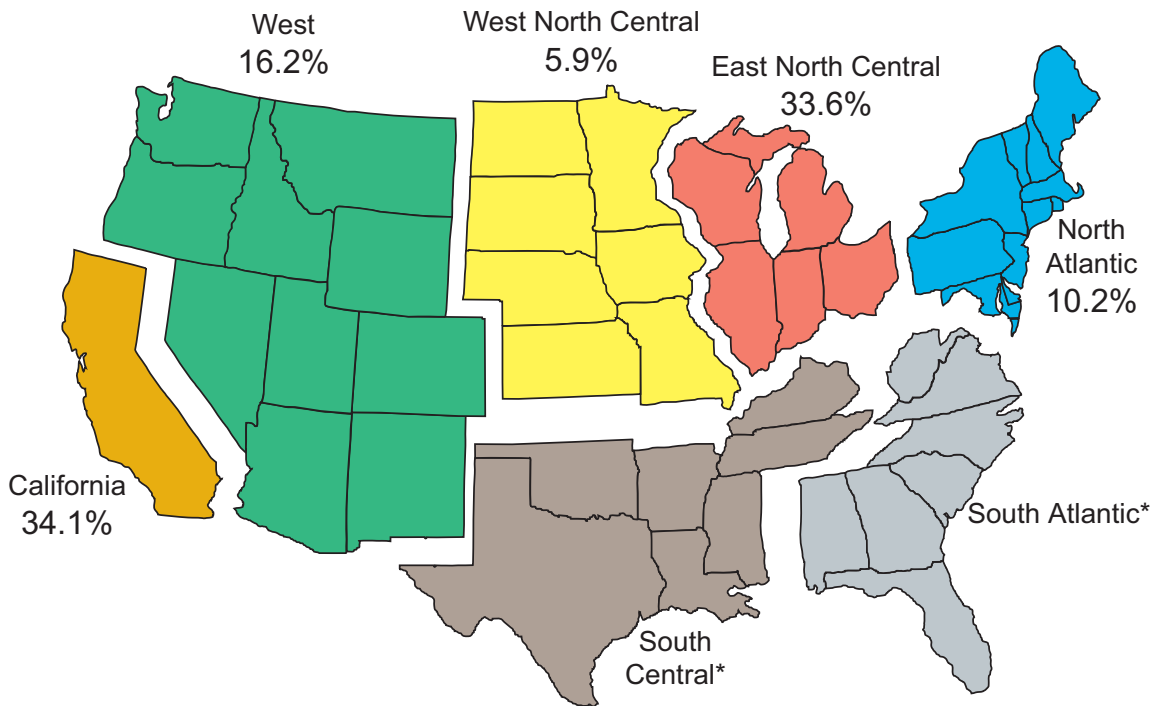 West
16.2%
West North Central
5.9%
East North Central
33.6%
North
Atlantic
10.2%
California
34.1%
South Atlantic*
South
Central*